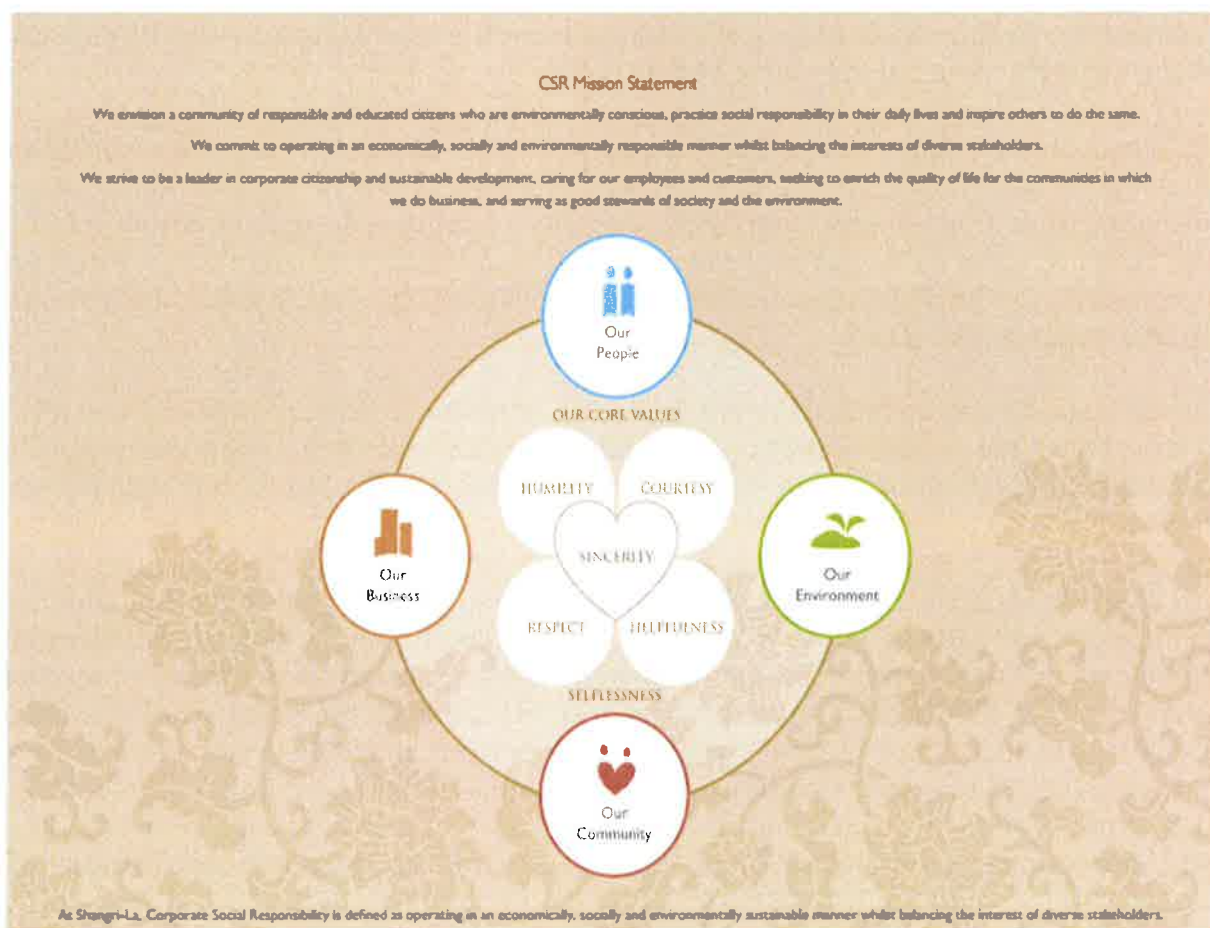 CSR Mission Statement
We envision a community of responsible and educated citizens who are environmentally conscious, practice social responsibility in their daily lives and inspire others to do the same.
We commit to operating in an economically, socially and environmentally responsible manner whilst balancing the interests of diverse stakeholders.
We strive to be a leader in corporate citizenship and sustainable development, caring for our employees and customers, seeking to enrich the quality of life for the communities in which
we do business, and serving as good stewards of society and the environment.
Our
People
OUR CORE VALUES
HUMILITY COURTESY
SINCERITY
Our
Business
Our
Environment
RESPECT HELPFULNESS
SELFLESSNESS
Our
Community
At Shangri-La, Corporate Social Responsibility is defined as operating in an economically, socially and environmentally sustainable manner whilst balancing the interest of diverse stakeholders.